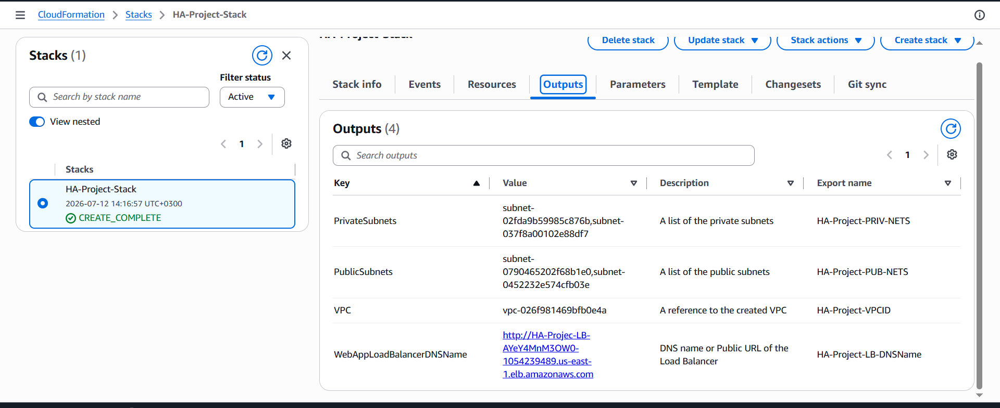 CloudFormation > Stacks > HA-Project-Stack
Stacks (1)
Filter status
Search by stack name
Active
View nested
1
Stacks
HA-Project-Stack
2026-07-12 14:16:57 UTC+0300
CREATE_COMPLETE
HA-Project-Stack
Delete stack
Update stack
Stack actions
Create stack
Stack info
Events
Resources
Outputs
Parameters
Template
Changesets
Git sync
Outputs (4)
Search outputs
1
Key
Value
Description
Export name
PrivateSubnets
subnet-
02fda9b59985c876b,subnet-
037f8a00102e88df7
A list of the private subnets
HA-Project-PRIV-NETS
PublicSubnets
subnet-
0790465202f68b1e0,subnet-
0452232e574cfb03e
A list of the public subnets
HA-Project-PUB-NETS
VPC
vpc-026f981469bfb0e4a
A reference to the created VPC
HA-Project-VPCID
WebAppLoadBalancerDNSName
http://HA-Projec-LB-
AYeY4MnM3OW0-
1054239489.us-east-
1.elb.amazonaws.com
DNS name or Public URL of the
Load Balancer
HA-Project-LB-DNSName